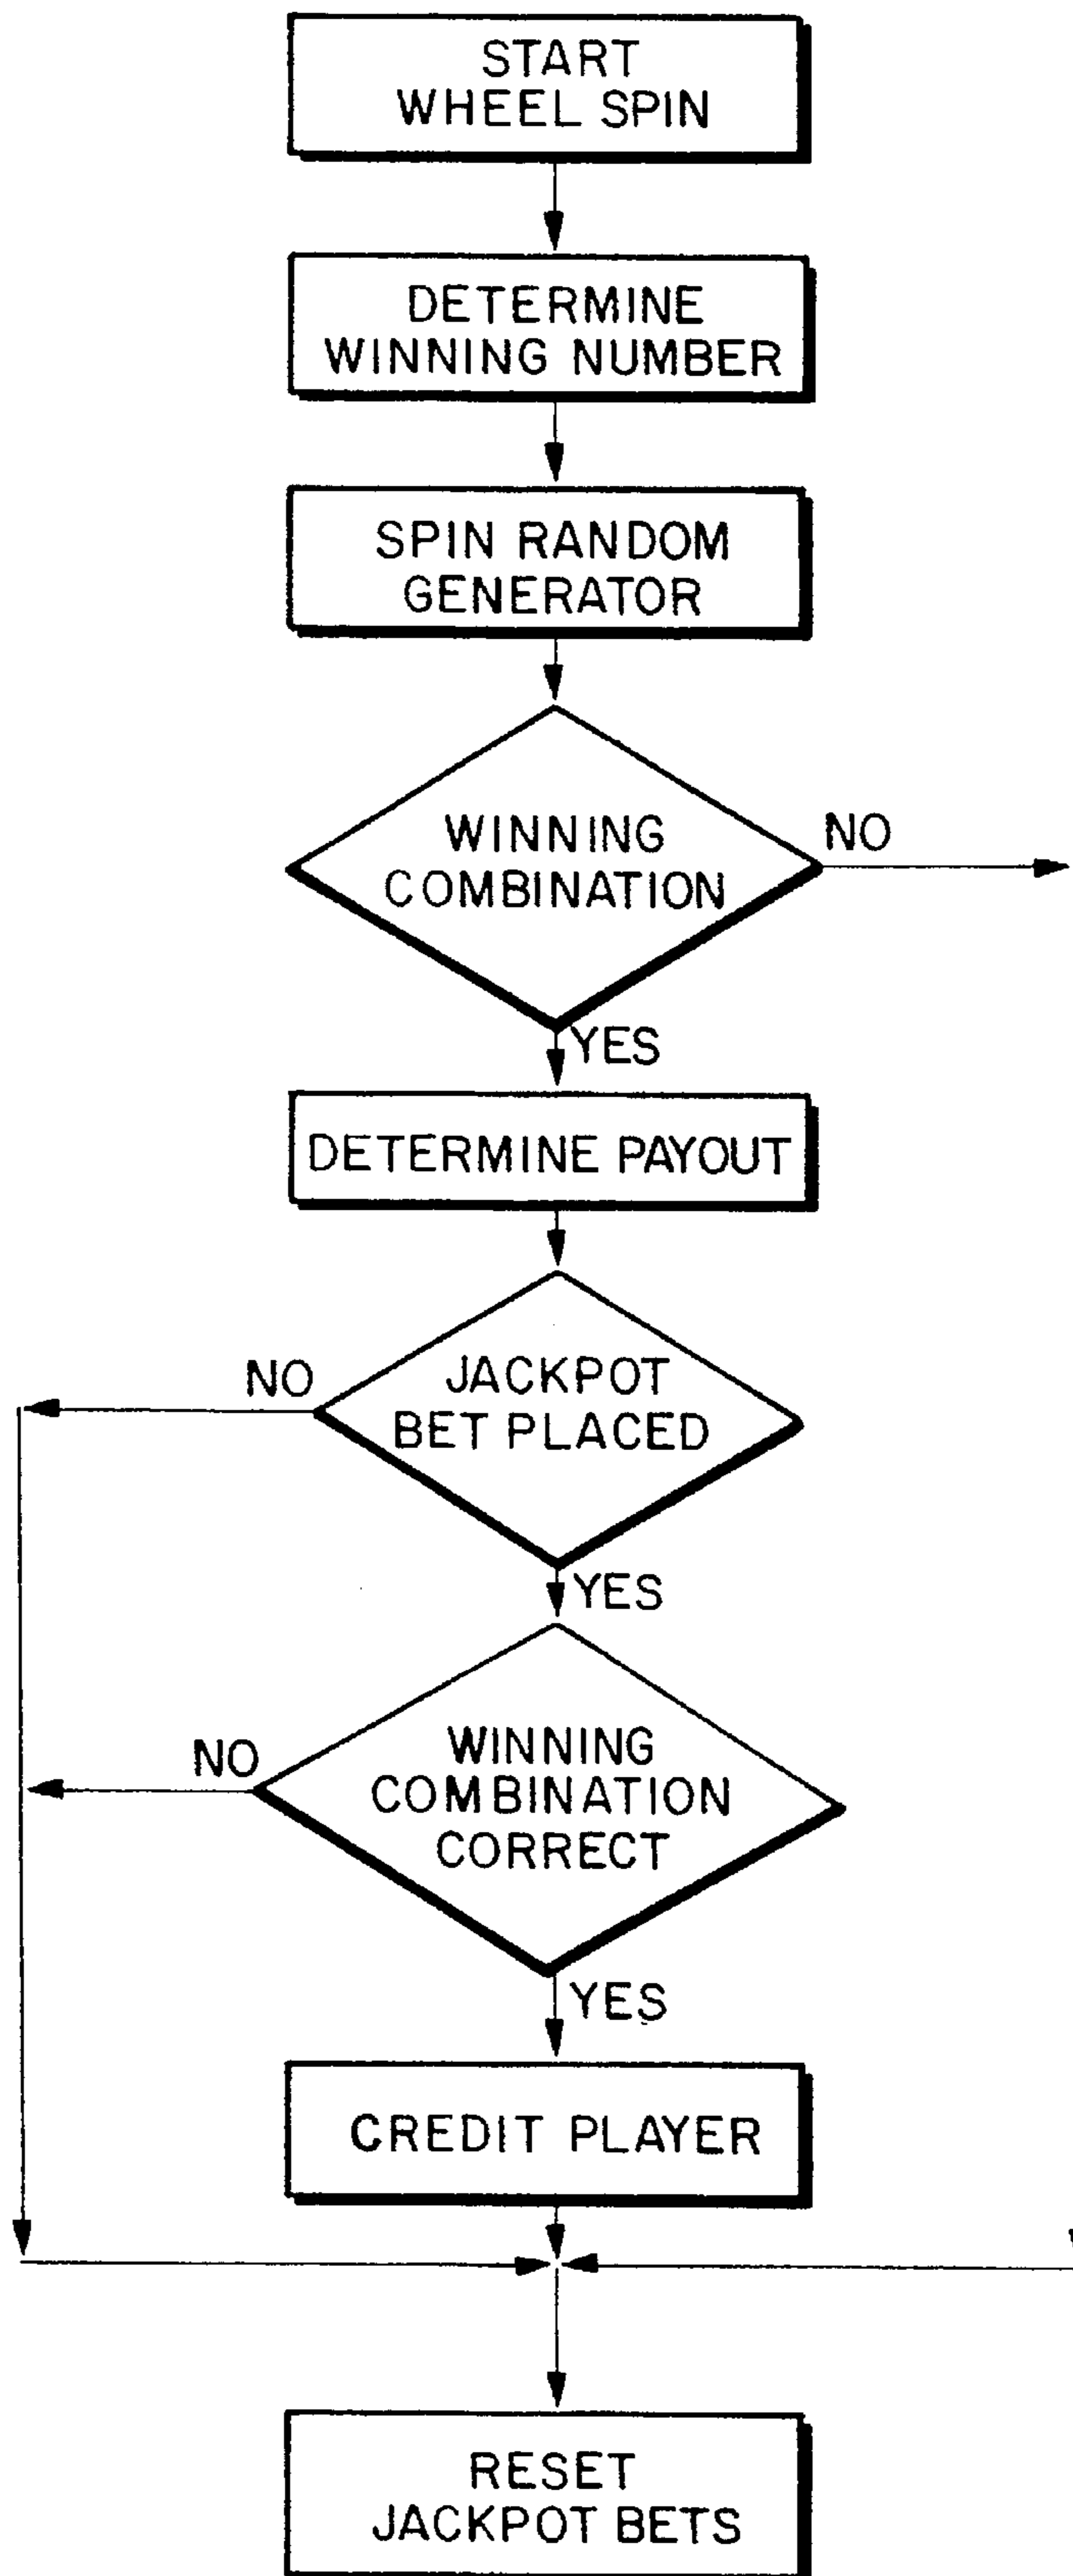 START
WHEEL SPIN
DETERMINE
WINNING NUMBER
SPIN RANDOM
GENERATOR
WINNING
COMBINATION
NO
YES
DETERMINE PAYOUT
NO
JACKPOT
BET PLACED
YES
NO
WINNING
COMBINATION
CORRECT
YES
CREDIT PLAYER
RESET
JACKPOT BETS